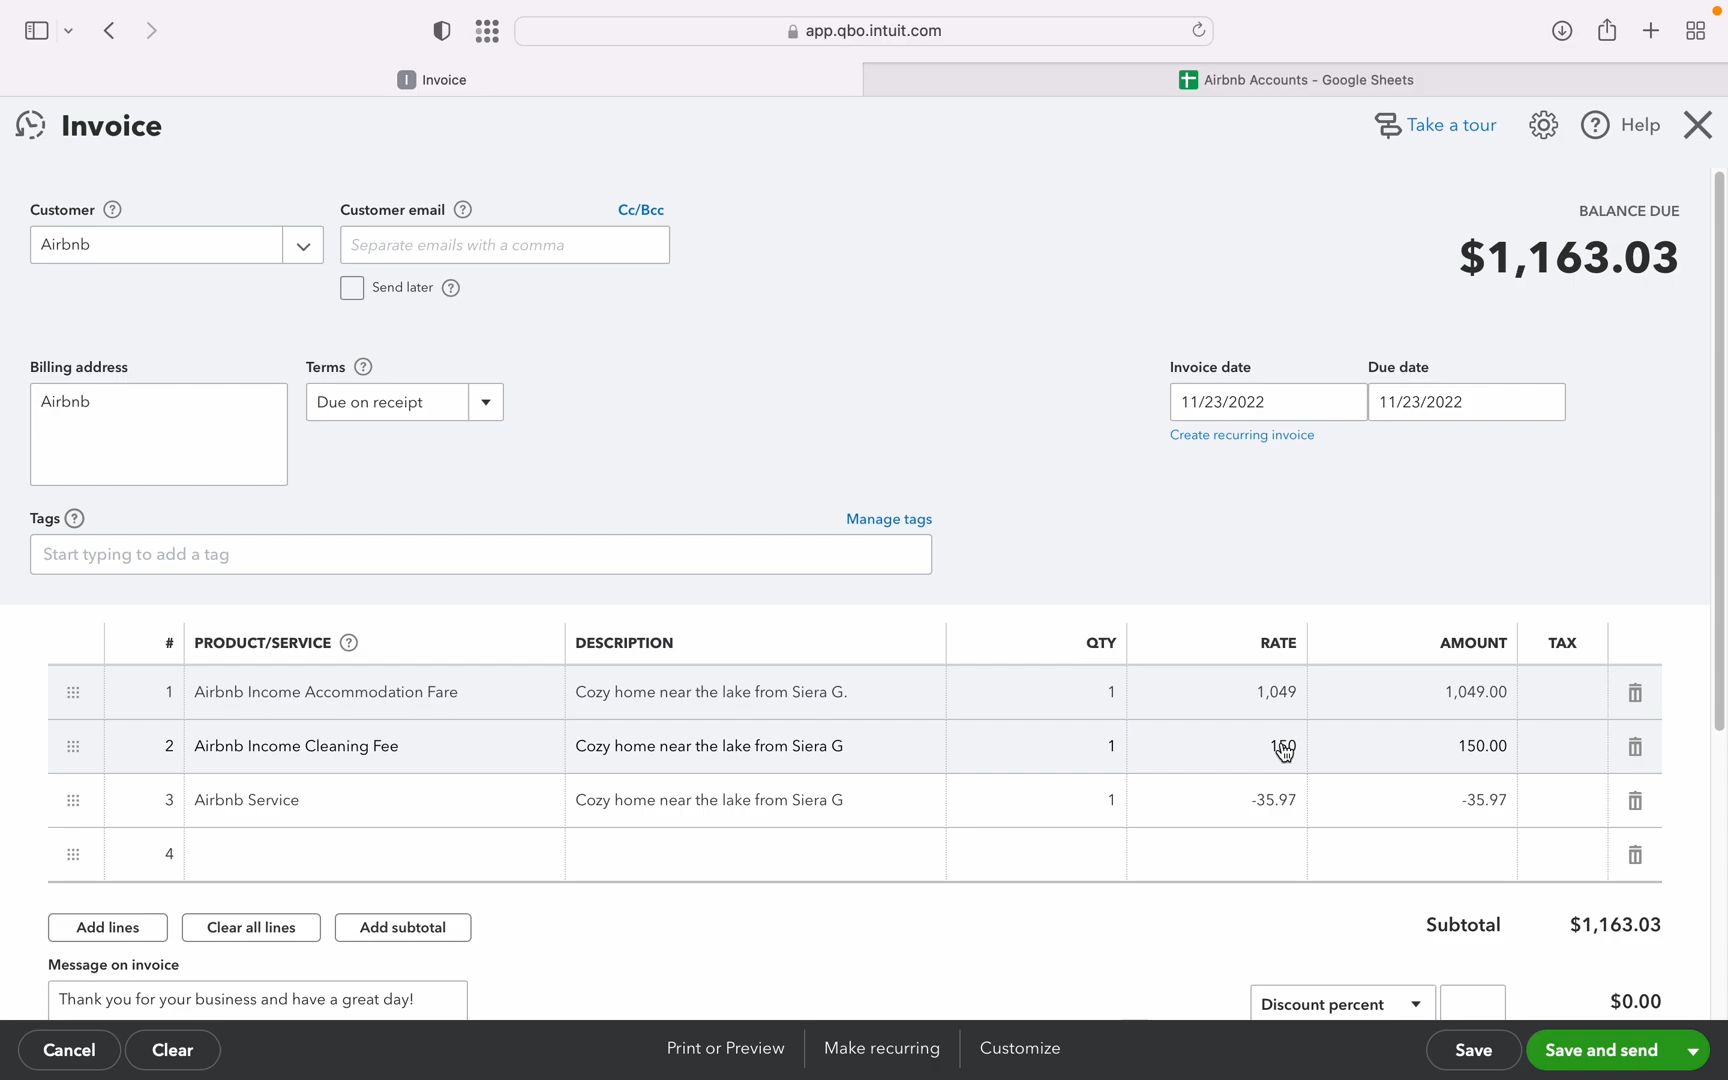 app.qbo.intuit.com
I Invoice
Airbnb Accounts - Google Sheets
Invoice
Take a tour
Help
Customer
Customer email
Cc/Bcc
BALANCE DUE
Airbnb
Separate emails with a comma
$1,163.03
Send later
Billing address
Terms
Invoice date
Due date
Airbnb
Due on receipt
11/23/2022
11/23/2022
Create recurring invoice
Tags
Manage tags
Start typing to add a tag
# PRODUCT/SERVICE DESCRIPTION QTY RATE AMOUNT TAX
1 Airbnb Income Accommodation Fare Cozy home near the lake from Siera G. 1 1,049 1,049.00
2 Airbnb Income Cleaning Fee Cozy home near the lake from Siera G 1 150 150.00
3 Airbnb Service Cozy home near the lake from Siera G 1 -35.97 -35.97
4
Add lines Clear all lines Add subtotal
Subtotal $1,163.03
Message on invoice
Thank you for your business and have a great day!
Discount percent $0.00
Cancel Clear Print or Preview Make recurring Customize Save Save and send